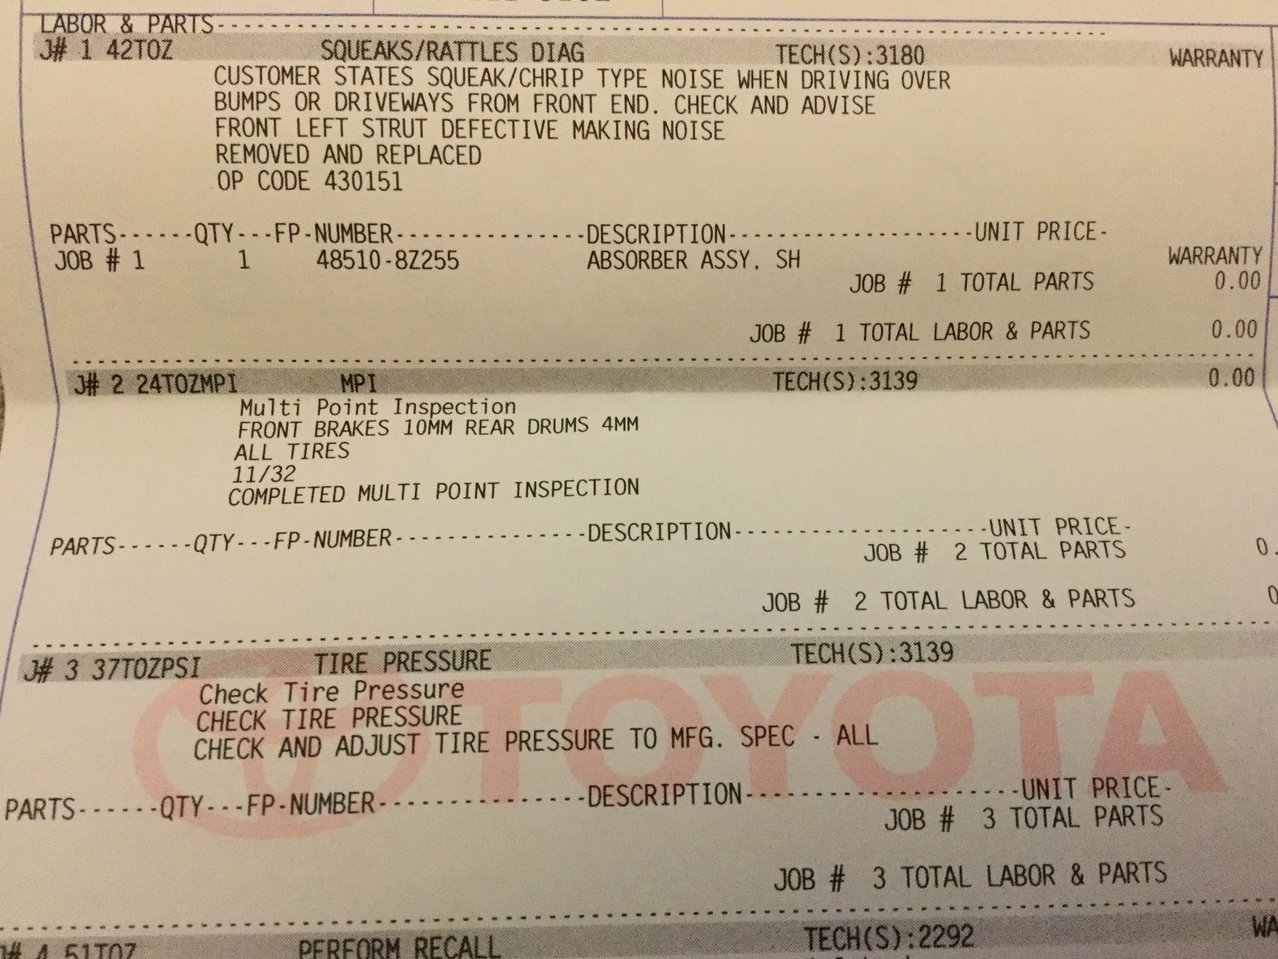 LABOR & PARTS--------------------------------------------------------------
J# 1 42TOZ SQUEAKS/RATTLES DIAG TECH(S):3180 WARRANTY
CUSTOMER STATES SQUEAK/CHRIP TYPE NOISE WHEN DRIVING OVER
BUMPS OR DRIVEWAYS FROM FRONT END. CHECK AND ADVISE
FRONT LEFT STRUT DEFECTIVE MAKING NOISE
REMOVED AND REPLACED
OP CODE 430151
PARTS------QTY---FP-NUMBER---------------DESCRIPTION--------------------UNIT PRICE-
JOB # 1 1 48510-8Z255 ABSORBER ASSY, SH WARRANTY
JOB # 1 TOTAL PARTS 0.00
JOB # 1 TOTAL LABOR & PARTS 0.00
J# 2 24TOZMPI MPI TECH(S):3139 0.00
Multi Point Inspection
FRONT BRAKES 10MM REAR DRUMS 4MM
ALL TIRES
11/32
COMPLETED MULTI POINT INSPECTION
PARTS------QTY---FP-NUMBER---------------DESCRIPTION--------------------UNIT PRICE-
JOB # 2 TOTAL PARTS 0.
JOB # 2 TOTAL LABOR & PARTS 0
J# 3 37TOZPSI TIRE PRESSURE TECH(S):3139
Check Tire Pressure
CHECK TIRE PRESSURE
CHECK AND ADJUST TIRE PRESSURE TO MFG. SPEC - ALL
TOYOTA
PARTS------QTY---FP-NUMBER---------------DESCRIPTION--------------------UNIT PRICE-
JOB # 3 TOTAL PARTS
JOB # 3 TOTAL LABOR & PARTS
J# 4 51TOZ PERFORM RECALL TECH(S):2292 WA